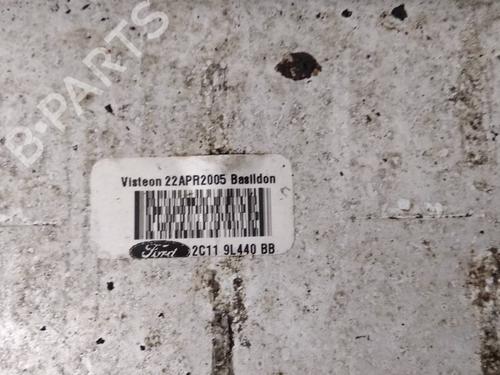 B-PARTS
Visteon 22APR2005 Basildon
Ford 2C11 9L440 BB